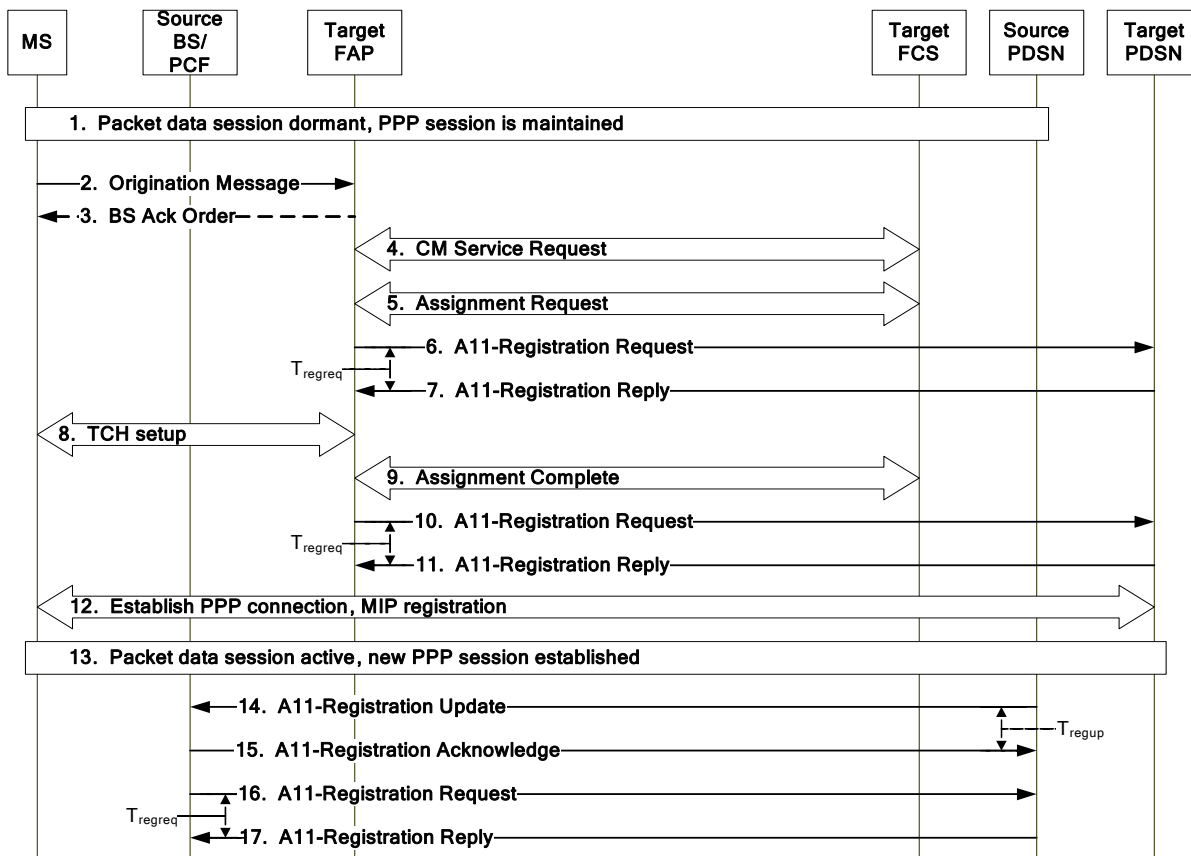 MS
Source
BS/
PCF
Target
FAP
Target
FCS
Source
PDSN
Target
PDSN
1. Packet data session dormant, PPP session is maintained
2. Origination Message
3. BS Ack Order
4. CM Service Request
5. Assignment Request
6. A11-Registration Request
Tregreq
7. A11-Registration Reply
8. TCH setup
9. Assignment Complete
10. A11-Registration Request
Tregreq
11. A11-Registration Reply
12. Establish PPP connection, MIP registration
13. Packet data session active, new PPP session established
14. A11-Registration Update
Tregup
15. A11-Registration Acknowledge
16. A11-Registration Request
Tregreq
17. A11-Registration Reply